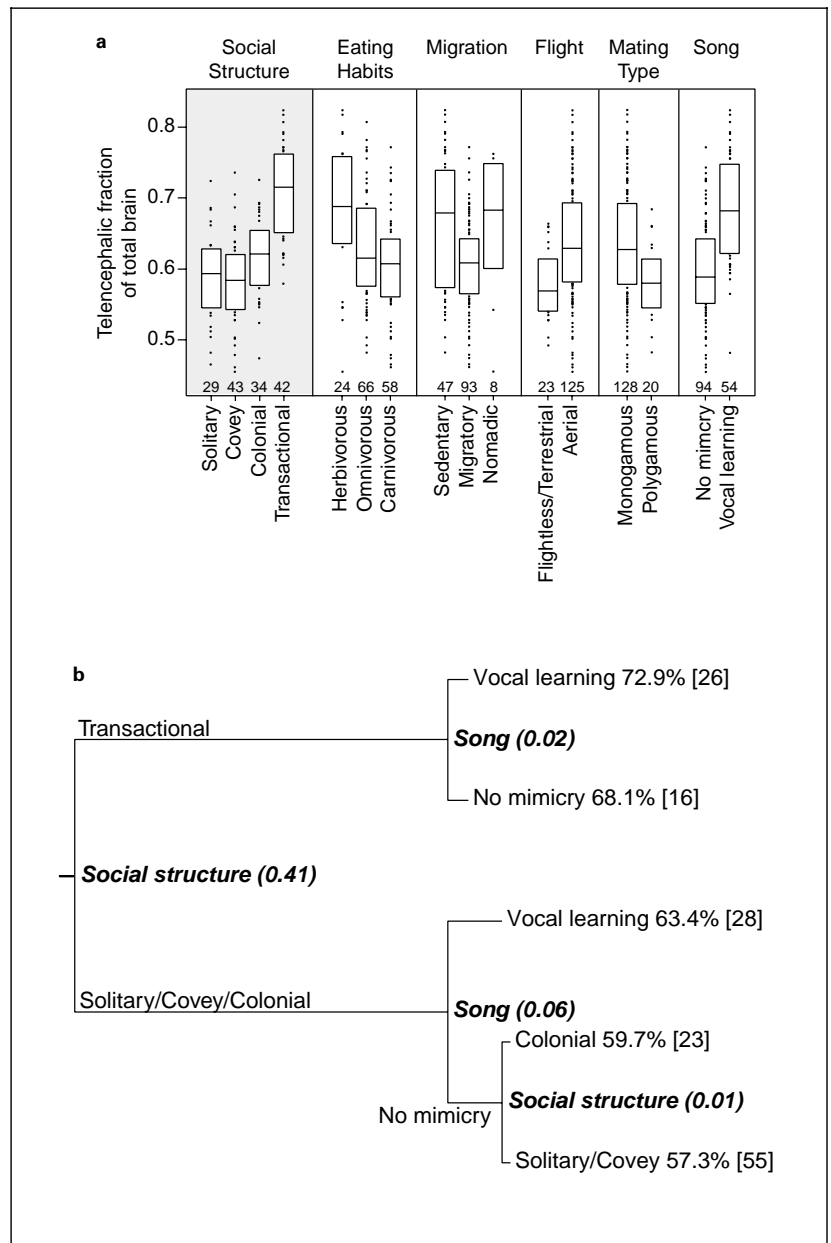 a
Social Structure
Eating Habits
Migration
Flight
Mating Type
Song
Telencephalic fraction
of total brain
0.8
0.7
0.6
0.5
29 43 34 42 24 66 58 47 93 8 23 125 128 20 94 54
Solitary
Covey
Colonial
Transactional
Herbivorous
Omnivorous
Carnivorous
Sedentary
Migratory
Nomadic
Flightless/Terrestrial
Aerial
Monogamous
Polygamous
No mimcry
Vocal learning
b
Vocal learning 72.9% [26]
Transactional
Song (0.02)
No mimicry 68.1% [16]
Social structure (0.41)
Vocal learning 63.4% [28]
Solitary/Covey/Colonial
Song (0.06)
Colonial 59.7% [23]
Social structure (0.01)
No mimicry
Solitary/Covey 57.3% [55]